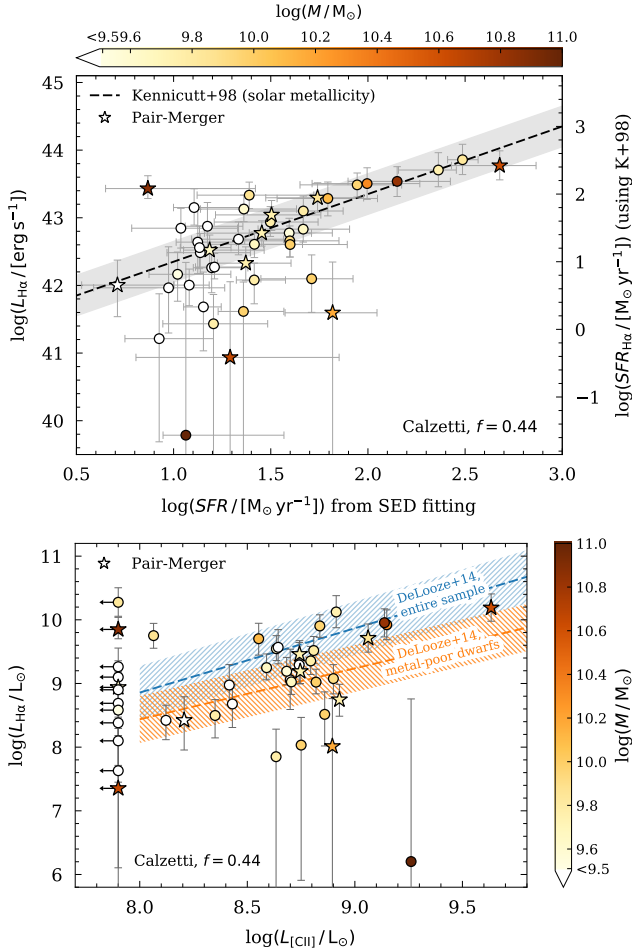 log(M / M⊙)
<9.5 9.6 9.8 10.0 10.2 10.4 10.6 10.8 11.0
Kennicutt+98 (solar metallicity)
Pair-Merger
45
44
43
42
41
40
log(L_Hα / [erg s⁻¹])
3
2
1
0
−1
log(SFR_Hα / [M⊙ yr⁻¹]) (using K+98)
Calzetti, f = 0.44
0.5 1.0 1.5 2.0 2.5 3.0
log(SFR / [M⊙ yr⁻¹]) from SED fitting
Pair-Merger
DeLooze+14,
entire sample
DeLooze+14,
metal-poor dwarfs
11
10
9
8
7
6
log(L_Hα / L⊙)
Calzetti, f = 0.44
8.0 8.5 9.0 9.5
log(L_[CII] / L⊙)
11.0
10.8
10.6
10.4
10.2
10.0
9.8
9.6
<9.5
log(M / M⊙)